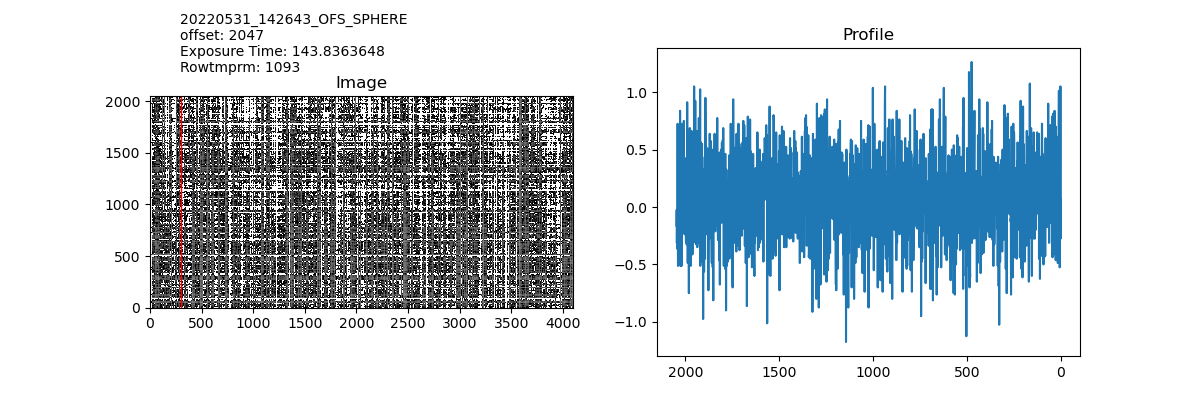 20220531_142643_OFS_SPHERE
offset: 2047
Exposure Time: 143.8363648
Rowtmprm: 1093
Image
2000
1500
1000
500
0
0 500 1000 1500 2000 2500 3000 3500 4000
Profile
1.0
0.5
0.0
−0.5
−1.0
2000 1500 1000 500 0